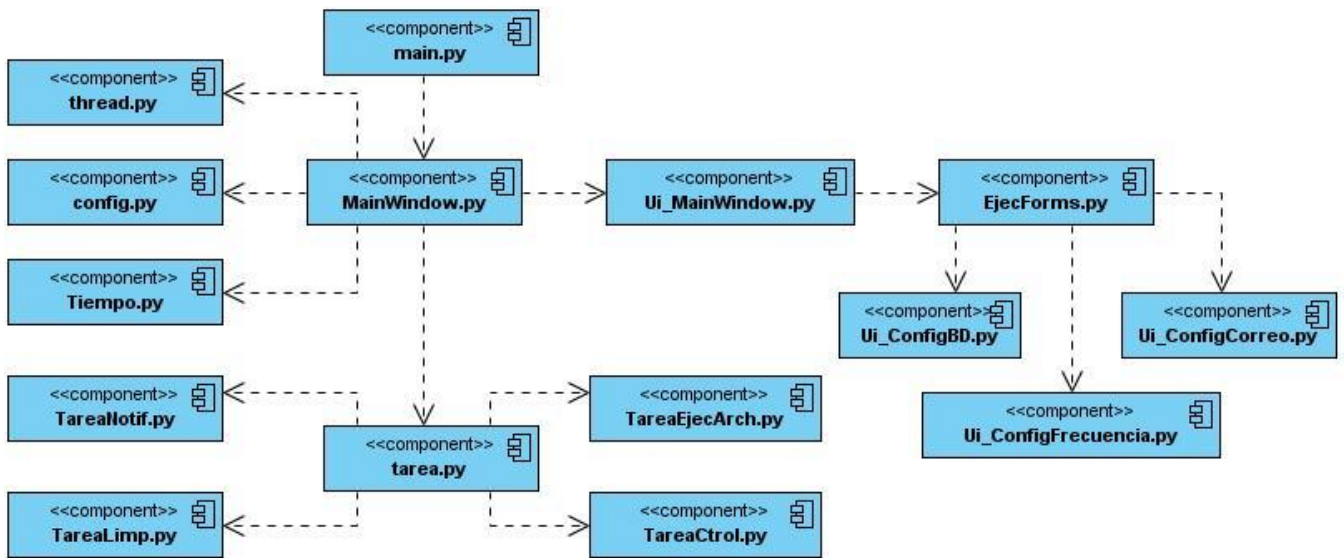 <<component>>
main.py
<<component>>
thread.py
<<component>>
config.py
<<component>>
MainWindow.py
<<component>>
Ui_MainWindow.py
<<component>>
EjecForms.py
<<component>>
Tiempo.py
<<component>>
Ui_ConfigBD.py
<<component>>
Ui_ConfigCorreo.py
<<component>>
TareaNotif.py
<<component>>
TareaEjecArch.py
<<component>>
Ui_ConfigFrecuencia.py
<<component>>
tarea.py
<<component>>
TareaLimp.py
<<component>>
TareaCtrol.py